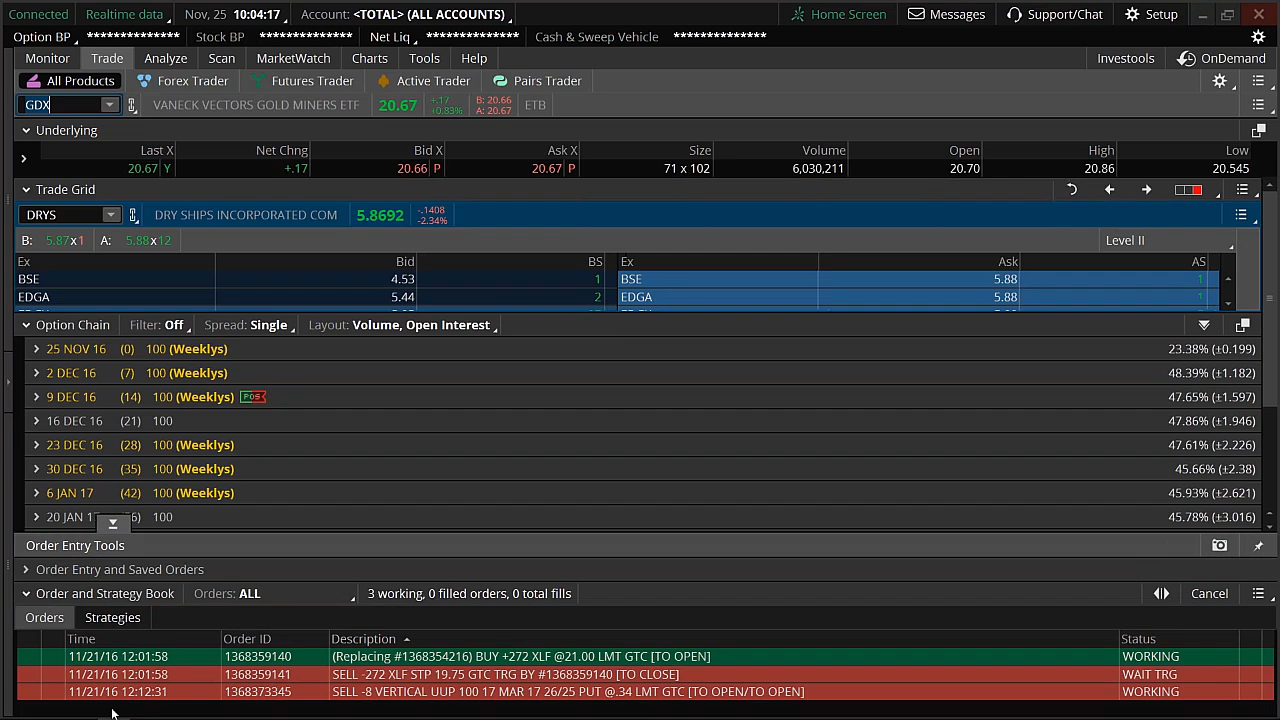 Connected Realtime data Nov, 25 10:04:17 Account: <TOTAL> (ALL ACCOUNTS) Home Screen Messages Support/Chat Setup
Option BP ************** Stock BP ************** Net Liq ************** Cash & Sweep Vehicle **************
Monitor Trade Analyze Scan MarketWatch Charts Tools Help Investools OnDemand
All Products Forex Trader Futures Trader Active Trader Pairs Trader
GDX VANECK VECTORS GOLD MINERS ETF 20.67 +.17 +0.83% B: 20.66 A: 20.67 ETB
Underlying
Last X Net Chng Bid X Ask X Size Volume Open High Low
20.67 Y +.17 20.66 P 20.67 P 71 x 102 6,030,211 20.70 20.86 20.545
Trade Grid
DRYS DRY SHIPS INCORPORATED COM 5.8692 -.1408 -2.34%
B: 5.87x1 A: 5.88x12 Level II
Ex Bid BS Ex Ask AS
BSE 4.53 1 BSE 5.88 1
EDGA 5.44 2 EDGA 5.88 1
Option Chain Filter: Off Spread: Single Layout: Volume, Open Interest
25 NOV 16 (0) 100 (Weeklys) 23.38% (±0.199)
2 DEC 16 (7) 100 (Weeklys) 48.39% (±1.182)
9 DEC 16 (14) 100 (Weeklys) POS 47.65% (±1.597)
16 DEC 16 (21) 100 47.86% (±1.946)
23 DEC 16 (28) 100 (Weeklys) 47.61% (±2.226)
30 DEC 16 (35) 100 (Weeklys) 45.66% (±2.38)
6 JAN 17 (42) 100 (Weeklys) 45.93% (±2.621)
20 JAN 6) 100 45.78% (±3.016)
Order Entry Tools
Order Entry and Saved Orders
Order and Strategy Book Orders: ALL 3 working, 0 filled orders, 0 total fills Cancel
Orders Strategies
Time Order ID Description Status
11/21/16 12:01:58 1368359140 (Replacing #1368354216) BUY +272 XLF @21.00 LMT GTC [TO OPEN] WORKING
11/21/16 12:01:58 1368359141 SELL -272 XLF STP 19.75 GTC TRG BY #1368359140 [TO CLOSE] WAIT TRG
11/21/16 12:12:31 1368373345 SELL -8 VERTICAL UUP 100 17 MAR 17 26/25 PUT @.34 LMT GTC [TO OPEN/TO OPEN] WORKING